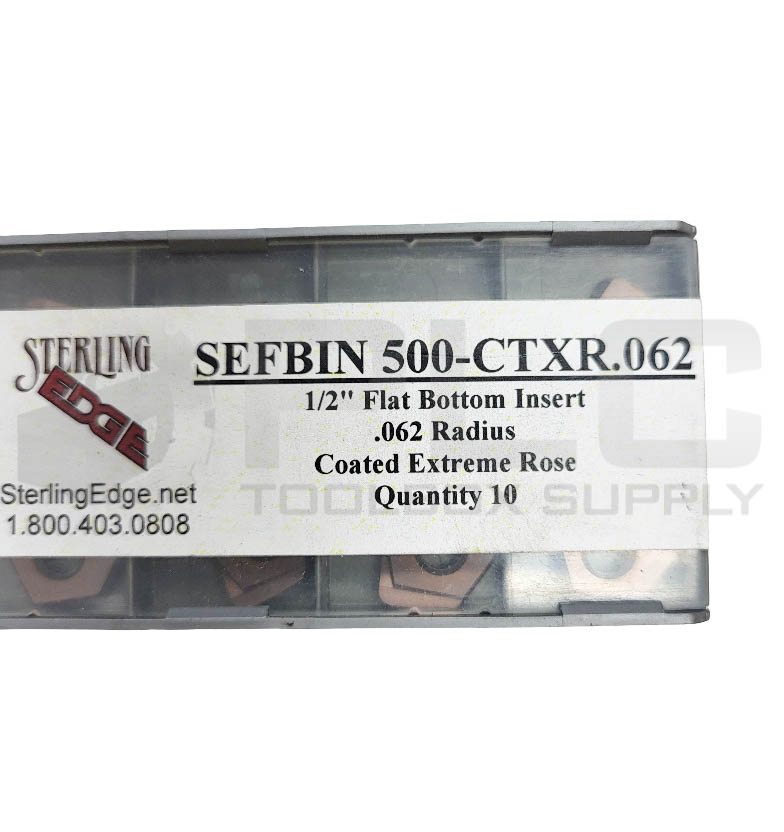 STERLING
EDGE
SterlingEdge.net
1.800.403.0808
SEFBIN 500-CTXR.062
1/2" Flat Bottom Insert
.062 Radius
Coated Extreme Rose
Quantity 10
PLC
TOOLBOX SUPPLY